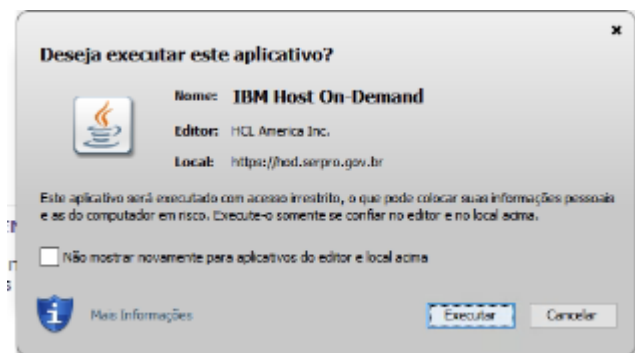 Deseja executar este aplicativo?
Nome: IBM Host On-Demand
Editor: HCL America Inc.
Local: https://hod.serpro.gov.br
Este aplicativo será executado com acesso irrestrito, o que pode colocar suas informações pessoais
e as do computador em risco. Execute-o somente se confiar no editor e no local acima.
Não mostrar novamente para aplicativos do editor e local acima
Mais Informações
Executar Cancelar